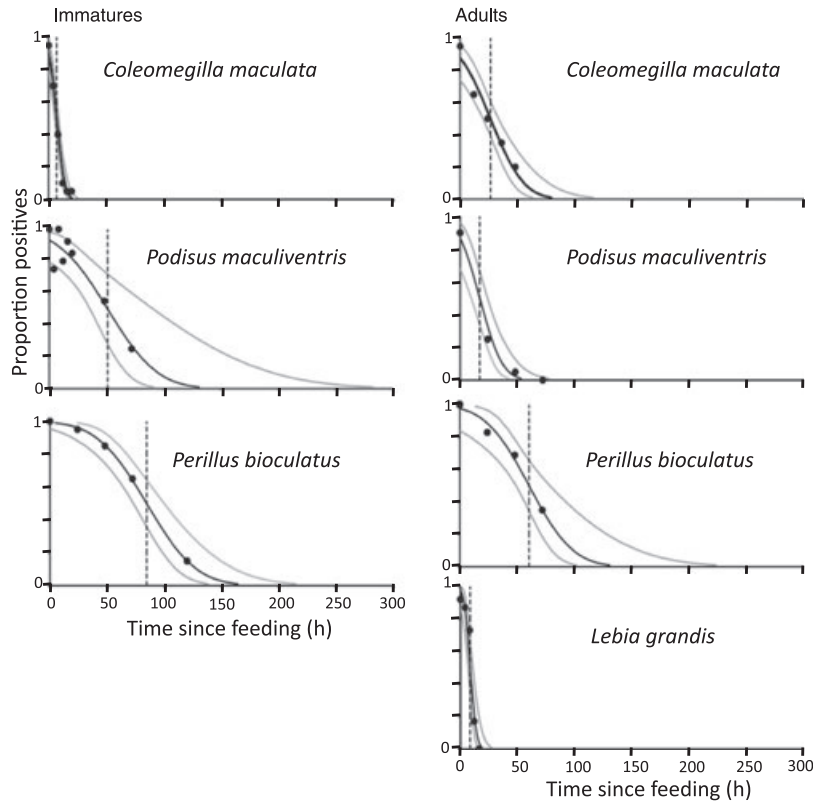 Immatures
Adults
Proportion positives
1
Coleomegilla maculata
0
1
Podisus maculiventris
0
1
Perillus bioculatus
0
0 50 100 150 200 250 300
Time since feeding (h)
1
Coleomegilla maculata
0
1
Podisus maculiventris
0
1
Perillus bioculatus
0
1
Lebia grandis
0
0 50 100 150 200 250 300
Time since feeding (h)